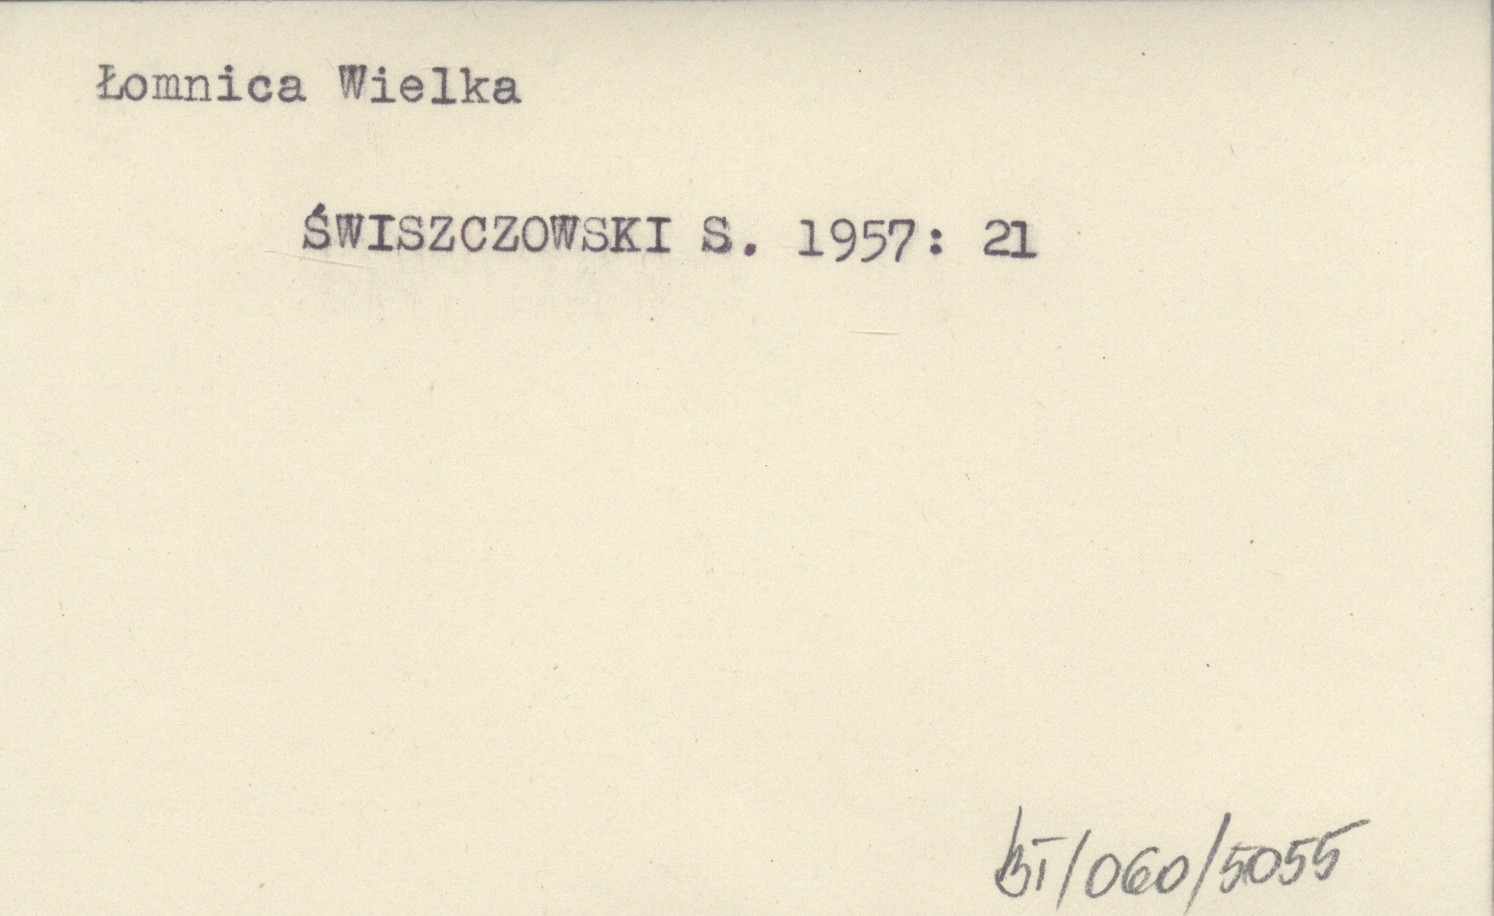 Łomnica Wielka
ŚWISZCZOWSKI S. 1957: 21
BI/060/5055